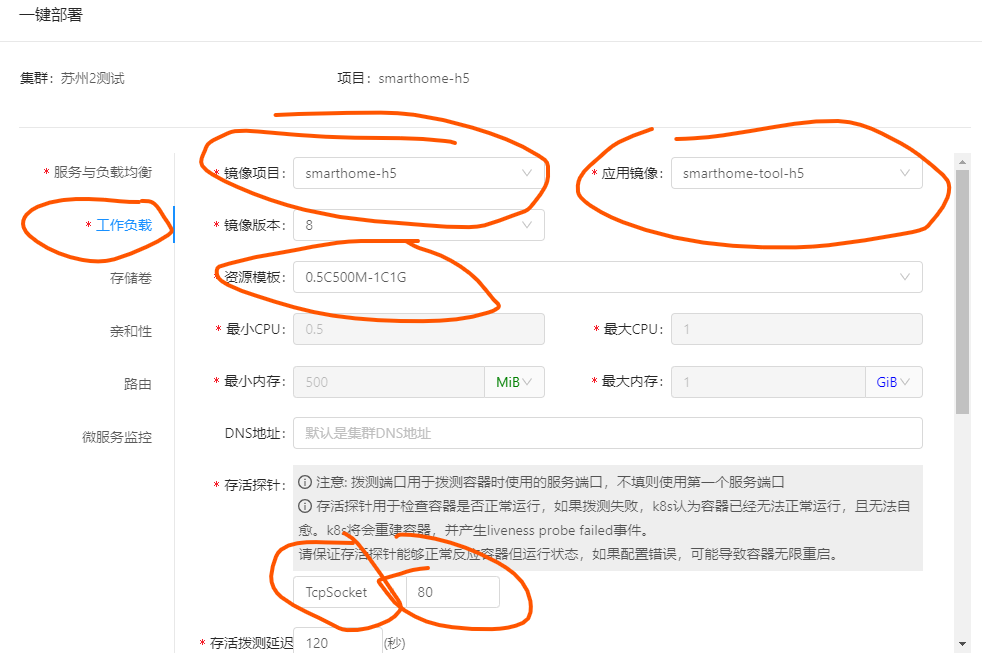 一键部署
集群：苏州2测试 项目：smarthome-h5
* 服务与负载均衡 * 镜像项目： smarthome-h5 * 应用镜像： smarthome-tool-h5
* 工作负载 * 镜像版本： 8
存储卷 * 资源模板： 0.5C500M-1C1G
亲和性 * 最小CPU： 0.5 * 最大CPU： 1
路由 * 最小内存： 500 MiB * 最大内存： 1 GiB
微服务监控 DNS地址： 默认是集群DNS地址
* 存活探针： 注意: 拨测端口用于拨测容器时使用的服务端口，不填则使用第一个服务端口
存活探针用于检查容器是否正常运行，如果拨测失败，k8s认为容器已经无法正常运行，且无法自
愈。k8s将会重建容器，并产生liveness probe failed事件。
请保证存活探针能够正常反应容器但运行状态，如果配置错误，可能导致容器无限重启。
TcpSocket 80
* 存活拨测延迟 120 (秒)